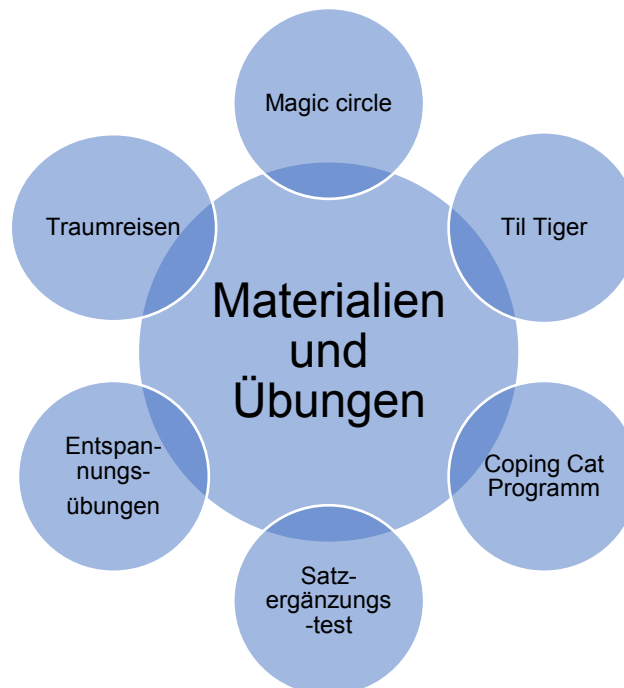 Magic circle
Traumreisen
Til Tiger
Materialien
und
Übungen
Entspan-
nungs-
übungen
Coping Cat
Programm
Satz-
ergänzungs
-test